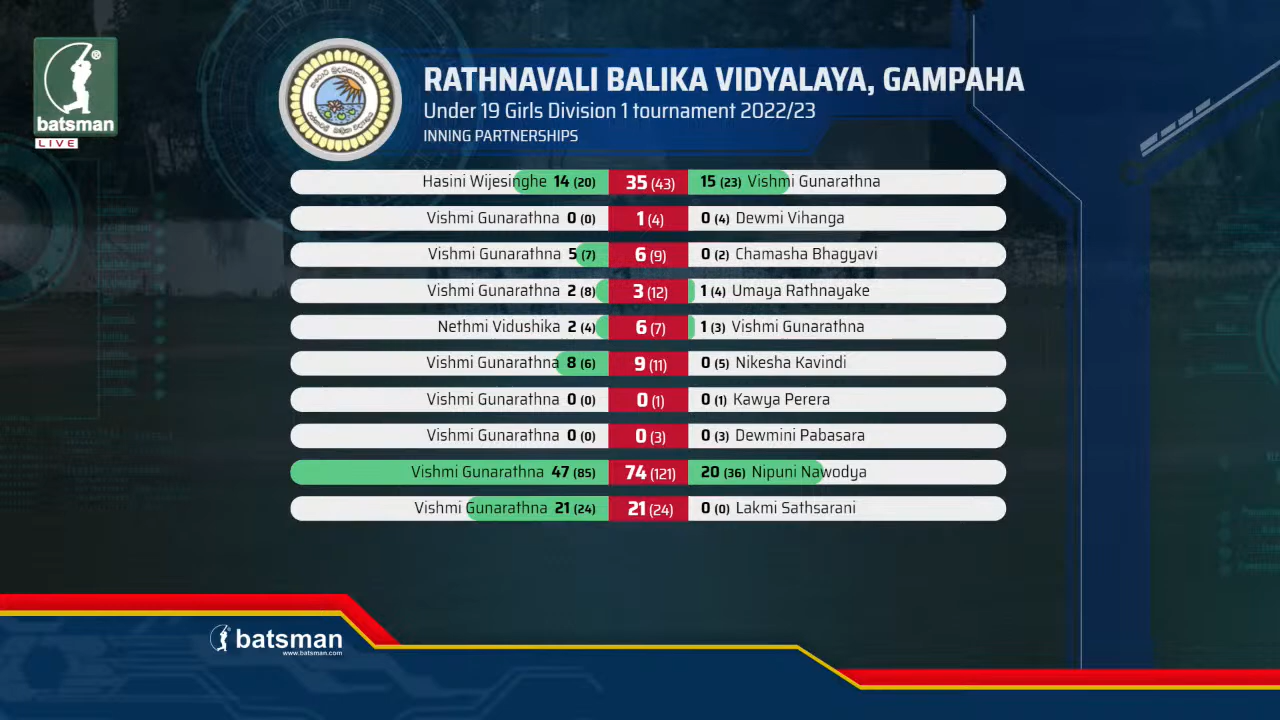 batsman
LIVE
RATHNAVALI BALIKA VIDYALAYA, GAMPAHA
Under 19 Girls Division 1 tournament 2022/23
INNING PARTNERSHIPS
Hasini Wijesinghe 14 (20) 35 (43) 15 (23) Vishmi Gunarathna
Vishmi Gunarathna 0 (0) 1 (4) 0 (4) Dewmi Vihanga
Vishmi Gunarathna 5 (7) 6 (9) 0 (2) Chamasha Bhagyavi
Vishmi Gunarathna 2 (8) 3 (12) 1 (4) Umaya Rathnayake
Nethmi Vidushika 2 (4) 6 (7) 1 (3) Vishmi Gunarathna
Vishmi Gunarathna 8 (6) 9 (11) 0 (5) Nikesha Kavindi
Vishmi Gunarathna 0 (0) 0 (1) 0 (1) Kawya Perera
Vishmi Gunarathna 0 (0) 0 (3) 0 (3) Dewmini Pabasara
Vishmi Gunarathna 47 (85) 74 (121) 20 (36) Nipuni Nawodya
Vishmi Gunarathna 21 (24) 21 (24) 0 (0) Lakmi Sathsarani
batsman
www.batsman.com